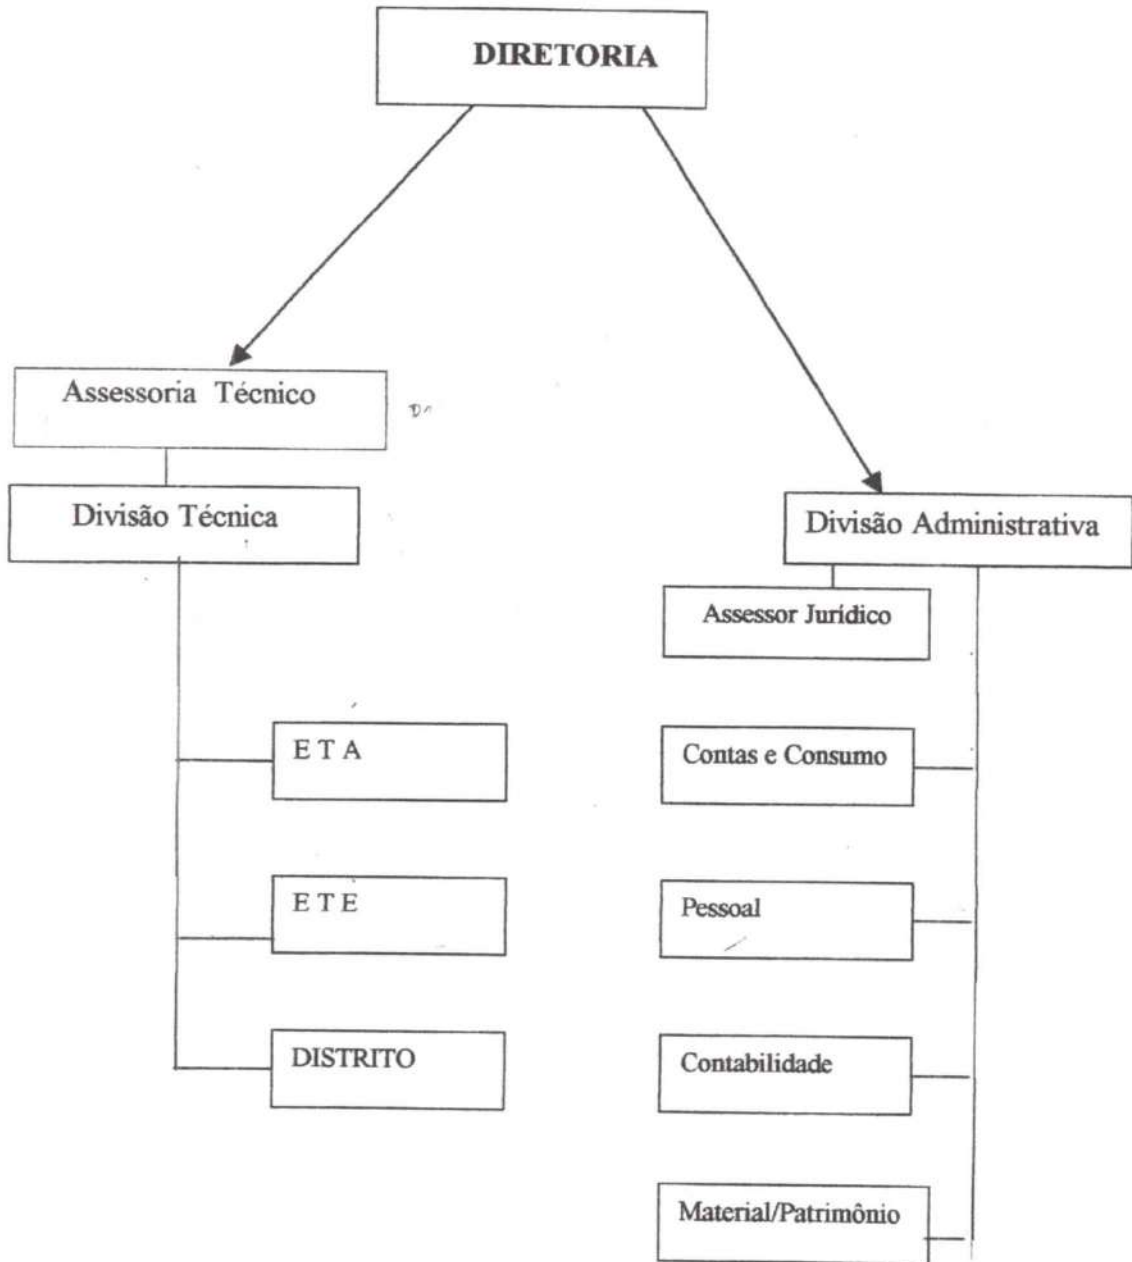 DIRETORIA
Assessoria Técnico
Divisão Técnica
E T A
E T E
DISTRITO
Divisão Administrativa
Assessor Jurídico
Contas e Consumo
Pessoal
Contabilidade
Material/Patrimônio